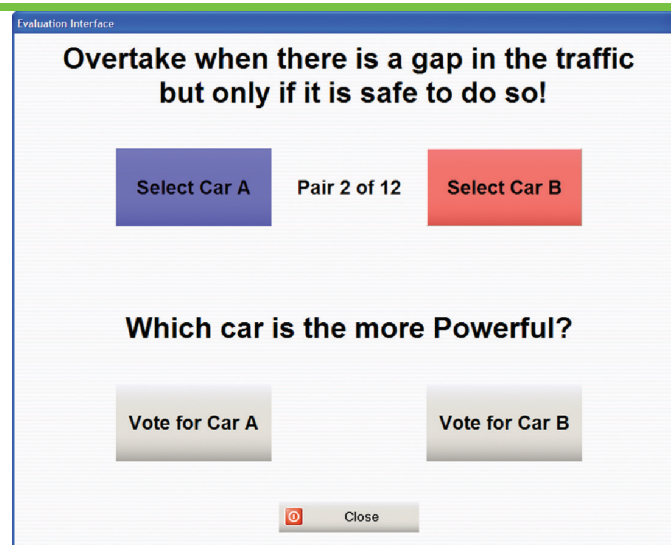 Evaluation Interface
Overtake when there is a gap in the traffic
but only if it is safe to do so!
Select Car A
Pair 2 of 12
Select Car B
Which car is the more Powerful?
Vote for Car A
Vote for Car B
Close